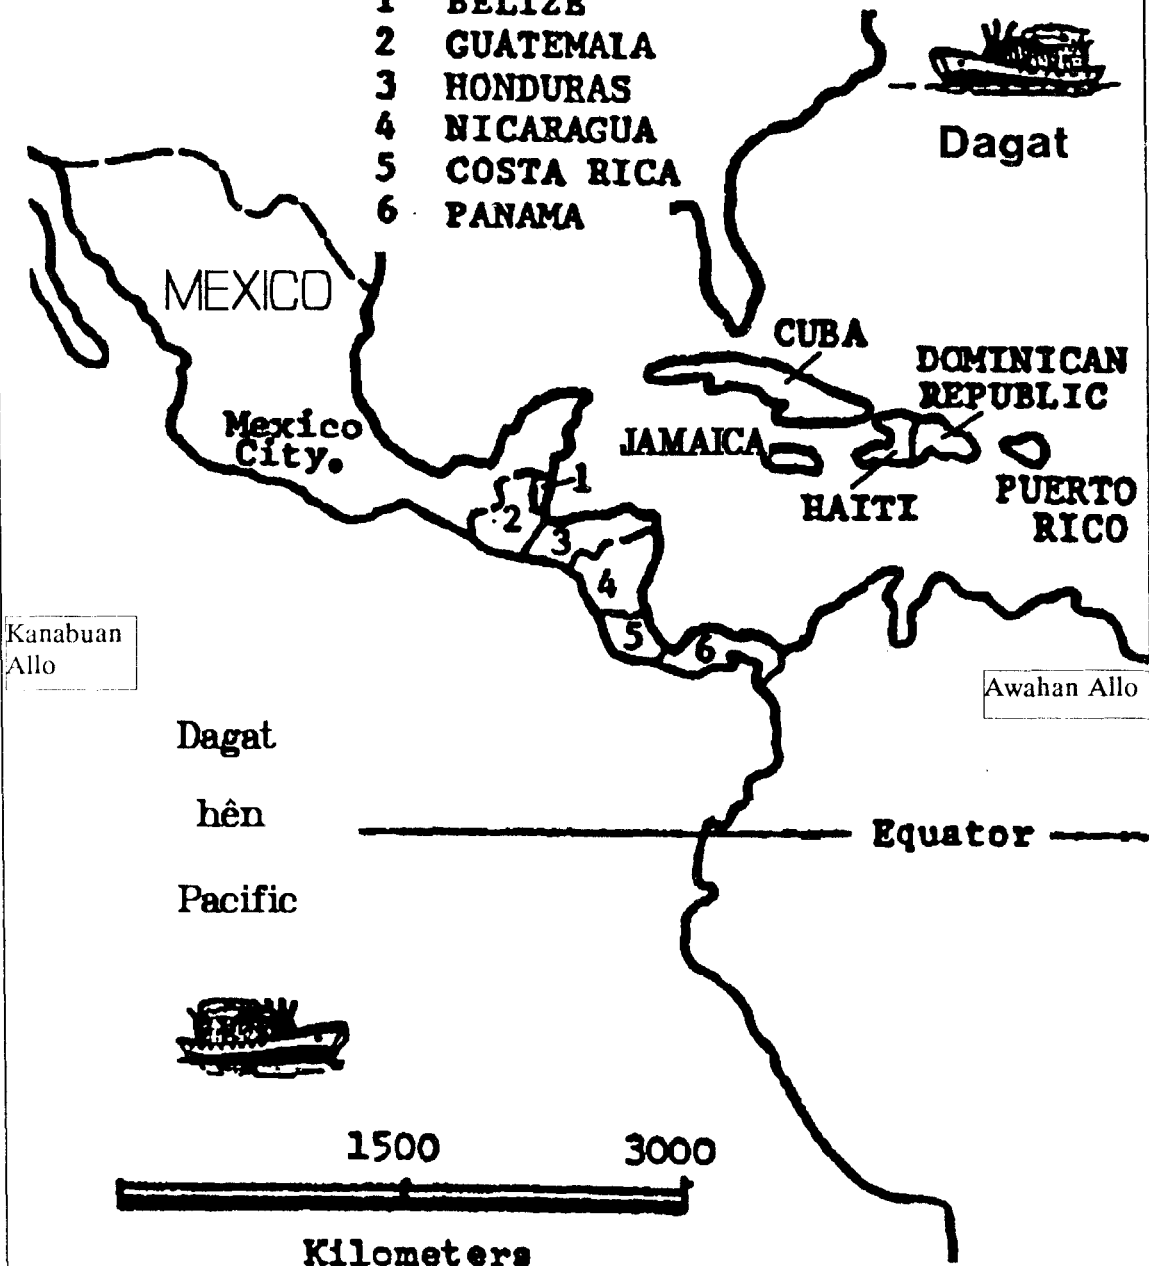 1 BELIZE
2 GUATEMALA
3 HONDURAS
4 NICARAGUA
5 COSTA RICA
6 PANAMA
Dagat
MEXICO
CUBA
DOMINICAN
REPUBLIC
Mexico
City.
JAMAICA
HAITI
PUERTO
RICO
1
2
3
4
5
6
Kanabuan
Allo
Awahan Allo
Dagat
hên
Pacific
Equator
1500 3000
Kilometers